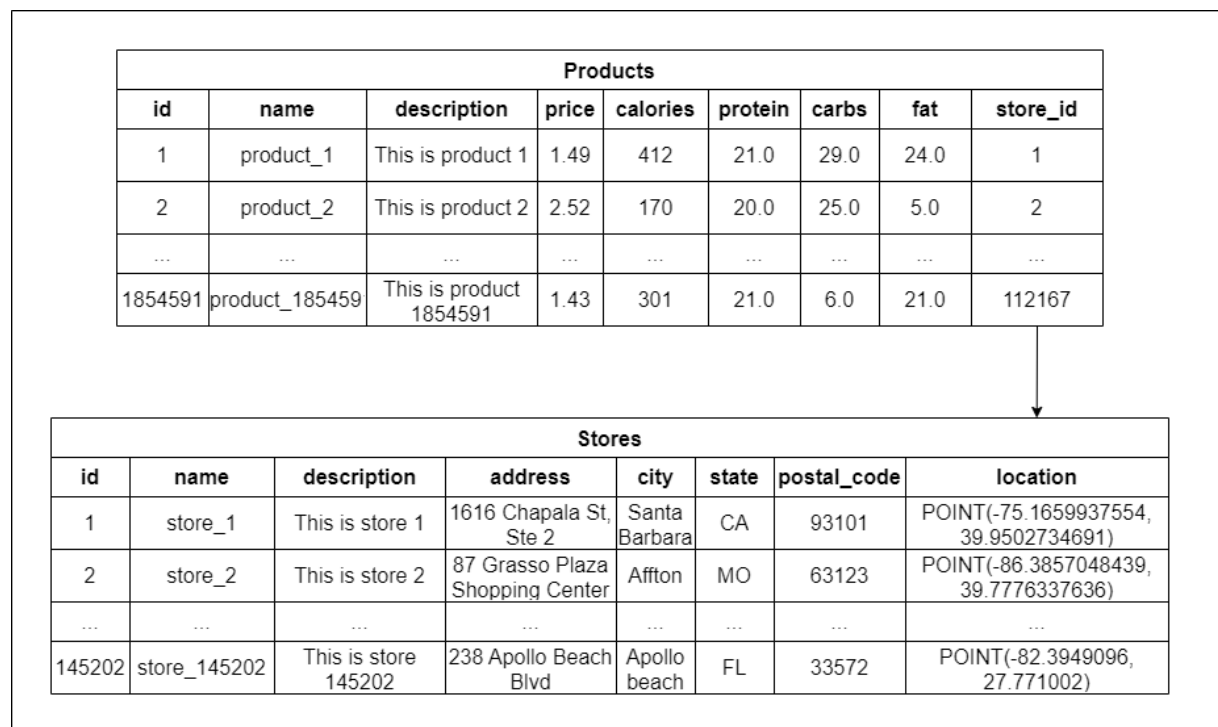 Products
id name description price calories protein carbs fat store_id
1 product_1 This is product 1 1.49 412 21.0 29.0 24.0 1
2 product_2 This is product 2 2.52 170 20.0 25.0 5.0 2
... ... ... ... ... ... ... ... ...
1854591 product_185459 This is product 1854591 1.43 301 21.0 6.0 21.0 112167
Stores
id name description address city state postal_code location
1 store_1 This is store 1 1616 Chapala St, Ste 2 Santa Barbara CA 93101 POINT(-75.1659937554, 39.9502734691)
2 store_2 This is store 2 87 Grasso Plaza Shopping Center Affton MO 63123 POINT(-86.3857048439, 39.7776337636)
... ... ... ... ... ... ... ...
145202 store_145202 This is store 145202 238 Apollo Beach Blvd Apollo beach FL 33572 POINT(-82.3949096, 27.771002)